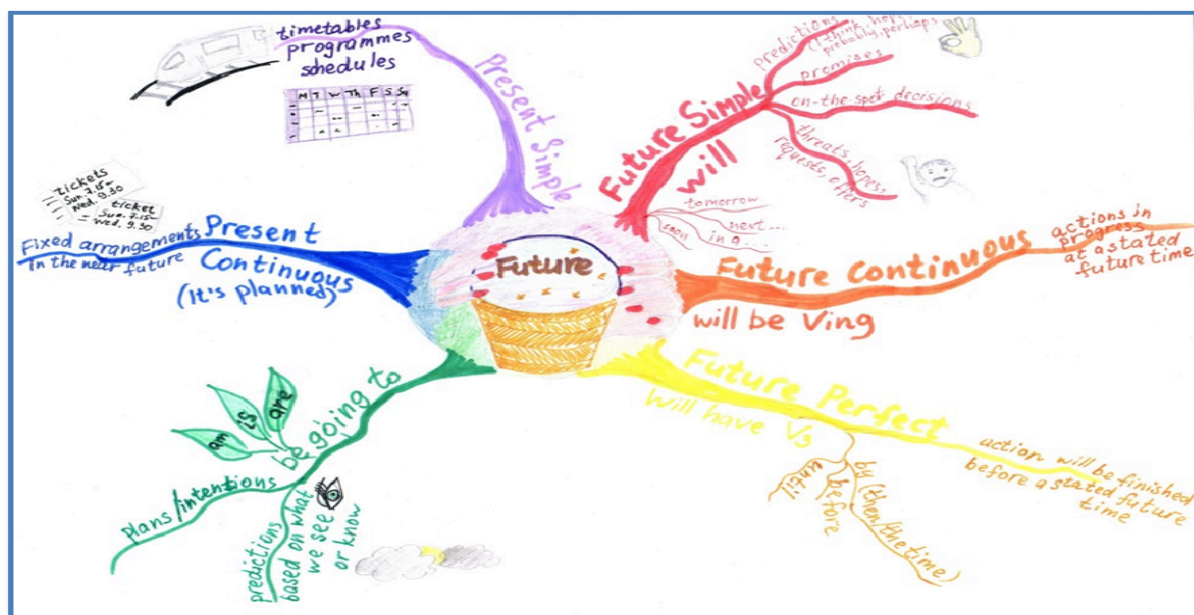 timetables
programmes
schedules
M T W Th F S Su
Present Simple
Future Simple
will
predictions
(I think, hope,
probably, perhaps
promises
on-the-spot decisions
threats, hopes,
requests, offers
tomorrow
next...
in a...
soon
tickets
Sun. 7.15-
Wed. 9.30
ticket
Sun. 7.15-
Wed. 9.30
Fixed arrangements
in the near future
Present
Continuous
(It's planned)
Future
Future Continuous
will be Ving
actions in
progress
at a stated
future time
Future Perfect
Will have V3
action will be finished
before a stated future
time
by (then/the time)
before
untill
be going to
am
is
are
Plans/intentions
predictions
based on what
we see
or know